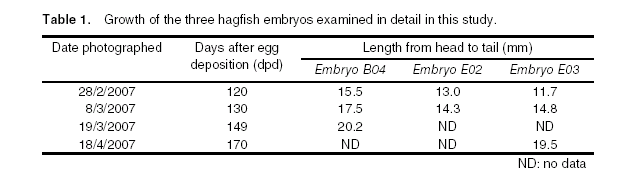 Table 1. Growth of the three hagfish embryos examined in detail in this study.
Date photographed Days after egg deposition (dpd) Length from head to tail (mm)
Embryo B04 Embryo E02 Embryo E03
28/2/2007 120 15.5 13.0 11.7
8/3/2007 130 17.5 14.3 14.8
19/3/2007 149 20.2 ND ND
18/4/2007 170 ND ND 19.5
ND: no data